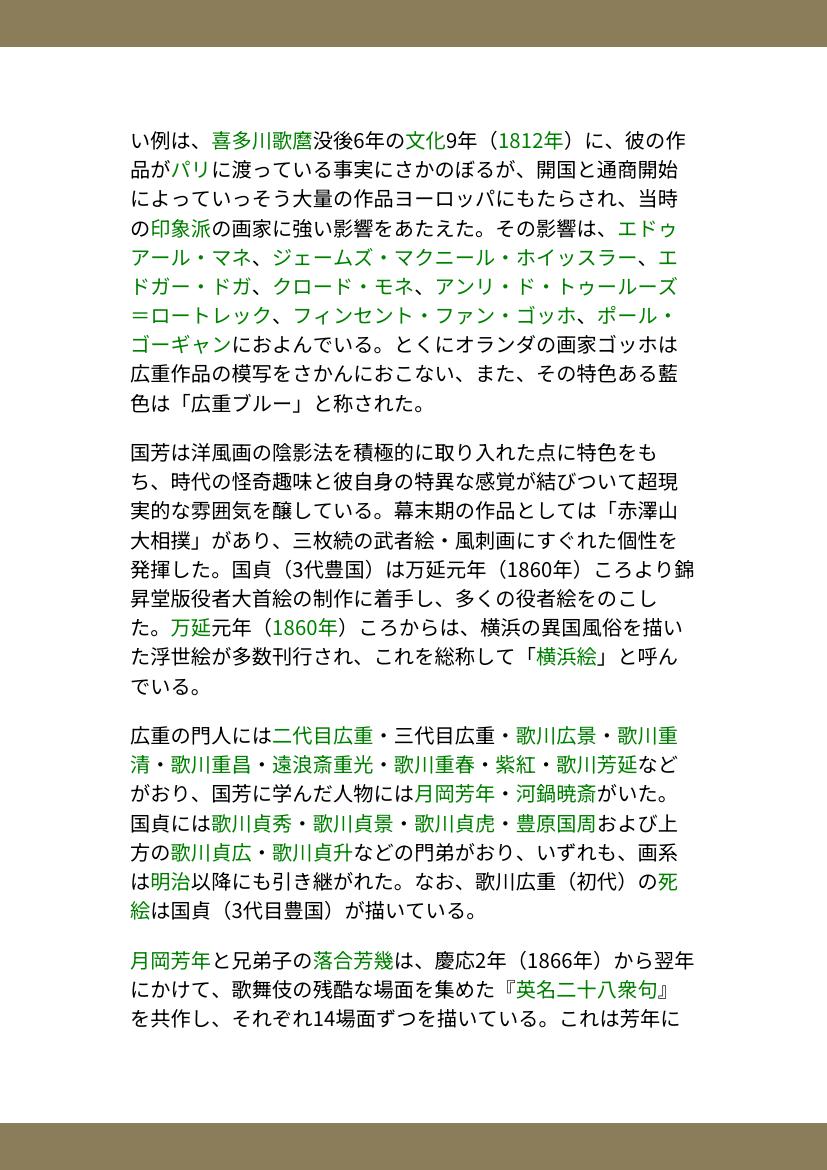 い例は、喜多川歌麿没後6年の文化9年（1812年）に、彼の作
品がパリに渡っている事実にさかのぼるが、開国と通商開始
によっていっそう大量の作品ヨーロッパにもたらされ、当時
の印象派の画家に強い影響をあたえた。その影響は、エドゥ
アール・マネ、ジェームズ・マクニール・ホイッスラー、エ
ドガー・ドガ、クロード・モネ、アンリ・ド・トゥールーズ
＝ロートレック、フィンセント・ファン・ゴッホ、ポール・
ゴーギャンにおよんでいる。とくにオランダの画家ゴッホは
広重作品の模写をさかんにおこない、また、その特色ある藍
色は「広重ブルー」と称された。
国芳は洋風画の陰影法を積極的に取り入れた点に特色をも
ち、時代の怪奇趣味と彼自身の特異な感覚が結びついて超現
実的な雰囲気を醸している。幕末期の作品としては「赤澤山
大相撲」があり、三枚続の武者絵・風刺画にすぐれた個性を
発揮した。国貞（3代豊国）は万延元年（1860年）ころより錦
昇堂版役者大首絵の制作に着手し、多くの役者絵をのこし
た。万延元年（1860年）ころからは、横浜の異国風俗を描い
た浮世絵が多数刊行され、これを総称して「横浜絵」と呼ん
でいる。
広重の門人には二代目広重・三代目広重・歌川広景・歌川重
清・歌川重昌・遠浪斎重光・歌川重春・紫紅・歌川芳延など
がおり、国芳に学んだ人物には月岡芳年・河鍋暁斎がいた。
国貞には歌川貞秀・歌川貞景・歌川貞虎・豊原国周および上
方の歌川貞広・歌川貞升などの門弟がおり、いずれも、画系
は明治以降にも引き継がれた。なお、歌川広重（初代）の死
絵は国貞（3代目豊国）が描いている。
月岡芳年と兄弟子の落合芳幾は、慶応2年（1866年）から翌年
にかけて、歌舞伎の残酷な場面を集めた『英名二十八衆句』
を共作し、それぞれ14場面ずつを描いている。これは芳年に